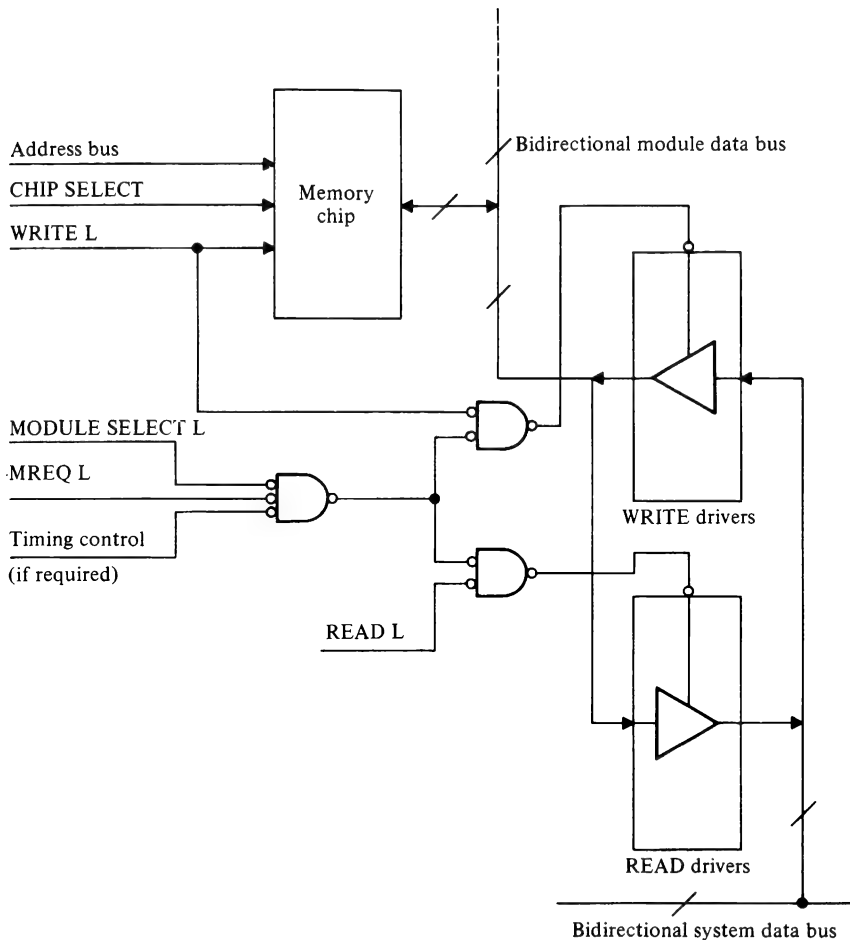 Bidirectional module data bus
Address bus
CHIP SELECT
WRITE L
Memory
chip
MODULE SELECT L
MREQ L
Timing control
(if required)
WRITE drivers
READ L
READ drivers
Bidirectional system data bus